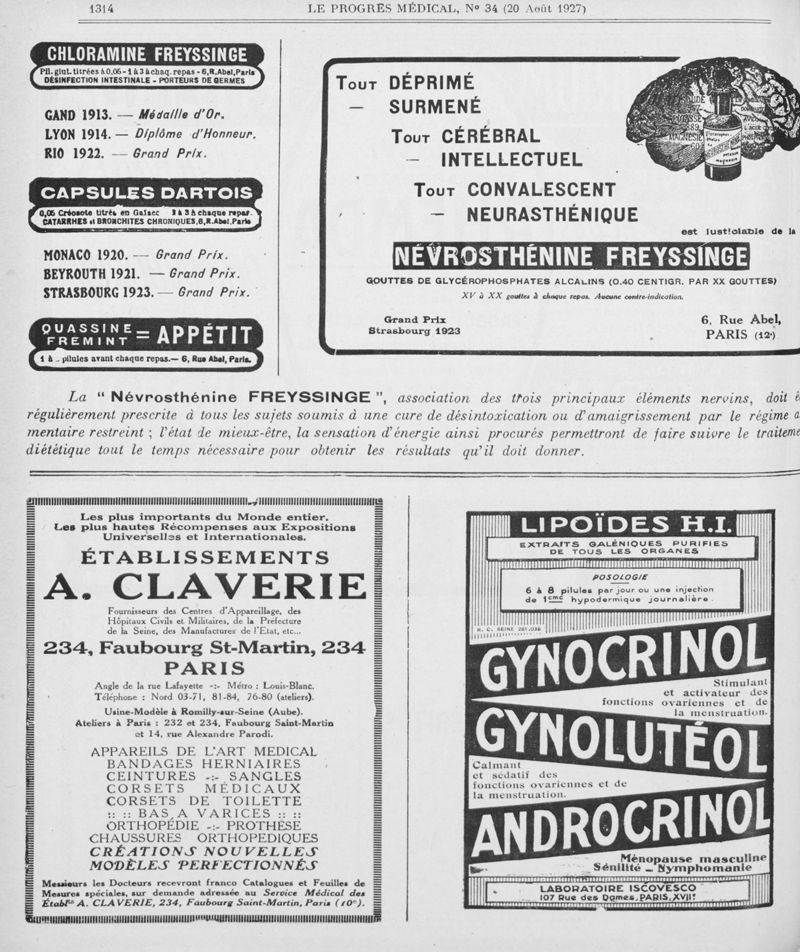 1314 LE PROGRES MÉDICAL, No 34 (20 Août 1927)
CHLORAMINE FREYSSINGE
Pil. glut. titrées à 0,05 - 1 à 3 à chaq. repas - 6, R. Abel, Paris
DÉSINFECTION INTESTINALE - PORTEURS DE GERMES
GAND 1913. — Médaille d'Or.
LYON 1914. — Diplôme d'Honneur.
RIO 1922. — Grand Prix.
CAPSULES DARTOIS
0,05 Créosote titrée en Gaïacc 2 à 3 à chaque repas.
CATARRHES et BRONCHITES CHRONIQUES, 6, R. Abel, Paris
MONACO 1920. — Grand Prix.
BEYROUTH 1921. — Grand Prix.
STRASBOURG 1923. — Grand Prix.
QUASSINE
FREMINT = APPÉTIT
1 à pilules avant chaque repas. — 6, Rue Abel, Paris.
TOUT DÉPRIMÉ
— SURMENÉ
TOUT CÉRÉBRAL
— INTELLECTUEL
TOUT CONVALESCENT
— NEURASTHÉNIQUE
est justiciable de la
NÉVROSTHÉNINE FREYSSINGE
GOUTTES DE GLYCÉROPHOSPHATES ALCALINS (0.40 CENTIGR. PAR XX GOUTTES)
XV à XX gouttes à chaque repas. Aucune contre-indication.
Grand Prix
Strasbourg 1923
6, Rue Abel,
PARIS (12e)
La “ Névrosthénine FREYSSINGE ”, association des trois principaux éléments nervins, doit ê
régulièrement prescrite à tous les sujets soumis à une cure de désintoxication ou d'amaigrissement par le régime a
mentaire restreint ; l'état de mieux-être, la sensation d'énergie ainsi procurés permettront de faire suivre le traiteme
diététique tout le temps nécessaire pour obtenir les résultats qu'il doit donner.
Les plus importants du Monde entier.
Les plus hautes Récompenses aux Expositions
Universelles et Internationales.
ÉTABLISSEMENTS
A. CLAVERIE
Fournisseurs des Centres d'Appareillage, des
Hôpitaux Civils et Militaires, de la Préfecture
de la Seine, des Manufactures de l'Etat, etc...
234, Faubourg St-Martin, 234
PARIS
Angle de la rue Lafayette -:- Métro : Louis-Blanc.
Téléphone : Nord 03-71, 81-84, 76-80 (ateliers).
Usine-Modèle à Romilly-sur-Seine (Aube).
Ateliers à Paris : 232 et 234, Faubourg Saint-Martin
et 14, rue Alexandre Parodi.
APPAREILS DE L'ART MEDICAL
BANDAGES HERNIAIRES
CEINTURES -:- SANGLES
CORSETS MÉDICAUX
CORSETS DE TOILETTE
:: :: BAS A VARICES :: ::
ORTHOPÉDIE -:- PROTHÈSE
CHAUSSURES ORTHOPEDIQUES
CRÉATIONS NOUVELLES
MODÈLES PERFECTIONNÉS
Messieurs les Docteurs recevront franco Catalogues et Feuilles de
Mesures spéciales, sur demande adressée au Service Médical des
Établts A. CLAVERIE, 234, Faubourg Saint-Martin, Paris (10e).
LIPOÏDES H.I.
EXTRAITS GALÉNIQUES PURIFIES
DE TOUS LES ORGANES
POSOLOGIE
6 à 8 pilules par jour ou une injection
de 1cmc hypodermique journalière.
R. C. SEINE 281.036
GYNOCRINOL
Stimulant
et activateur des
fonctions ovariennes et de
la menstruation.
GYNOLUTÉOL
Calmant
et sédatif des
fonctions ovariennes et de
la menstruation.
ANDROCRINOL
Ménopause masculine
Sénilité - Nymphomanie
LABORATOIRE ISCOVESCO
107 Rue des Dames, PARIS, XVIIe